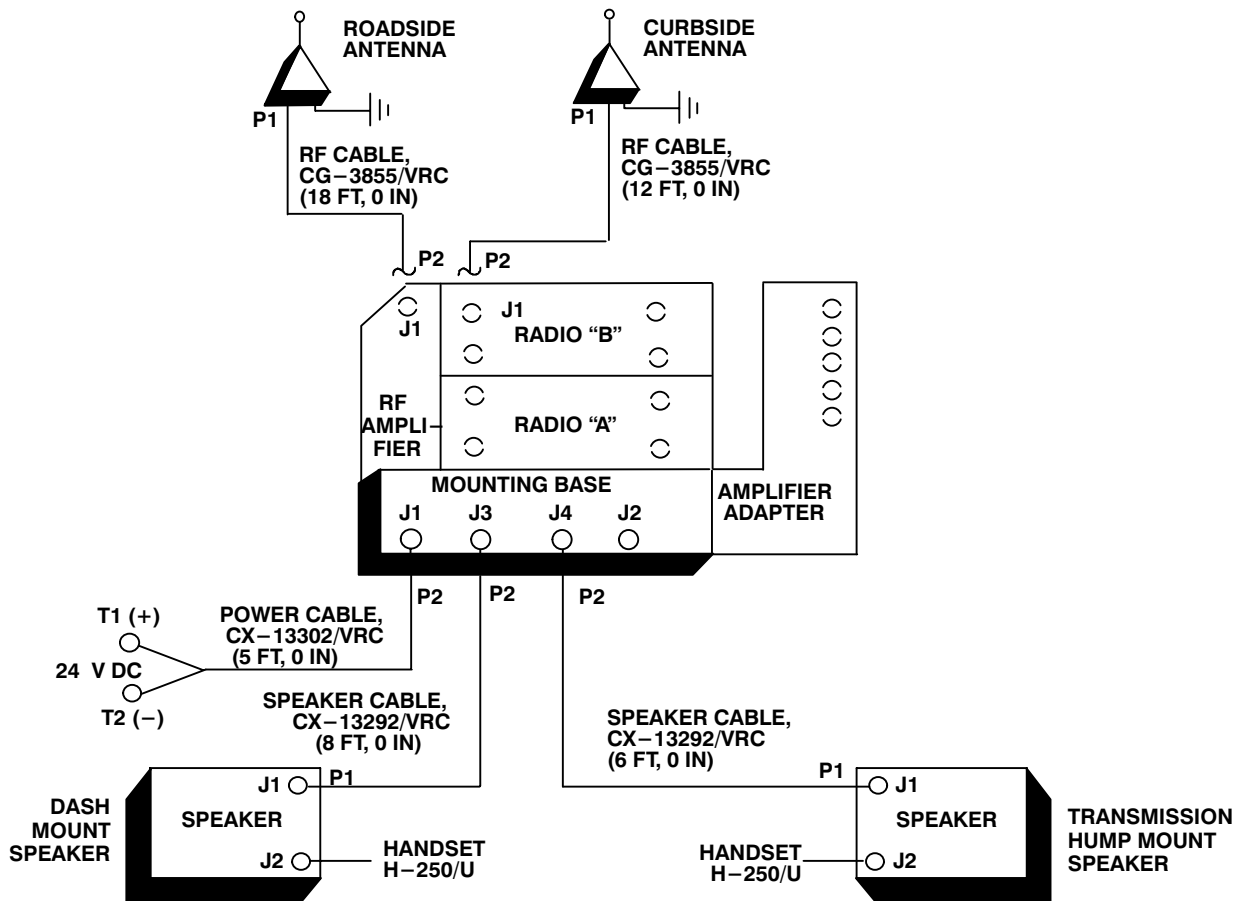 ROADSIDE
ANTENNA
CURBSIDE
ANTENNA
P1
P1
RF CABLE,
CG–3855/VRC
(18 FT, 0 IN)
RF CABLE,
CG–3855/VRC
(12 FT, 0 IN)
P2
P2
J1
J1
RADIO “B”
RF
AMPLI–
FIER
RADIO “A”
MOUNTING BASE
J1
J3
J4
J2
AMPLIFIER
ADAPTER
P2
P2
P2
T1 (+)
24 V DC
T2 (–)
POWER CABLE,
CX–13302/VRC
(5 FT, 0 IN)
SPEAKER CABLE,
CX–13292/VRC
(8 FT, 0 IN)
SPEAKER CABLE,
CX–13292/VRC
(6 FT, 0 IN)
DASH
MOUNT
SPEAKER
J1
P1
SPEAKER
J2
HANDSET
H–250/U
P1
J1
SPEAKER
J2
HANDSET
H–250/U
TRANSMISSION
HUMP MOUNT
SPEAKER